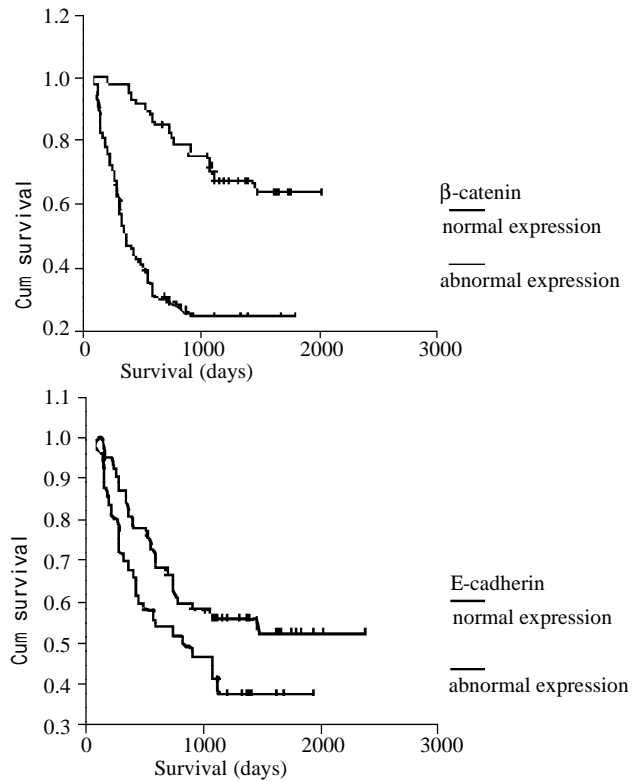 1.0
0.8
0.6
0.4
0.2
Cum survival
0
1000
2000
3000
Survival (days)
β-catenin
normal expression
abnormal expression
1.1
1.0
0.9
0.8
0.7
0.6
0.5
0.4
0.3
Cum survival
0
1000
2000
3000
Survival (days)
E-cadherin
normal expression
abnormal expression